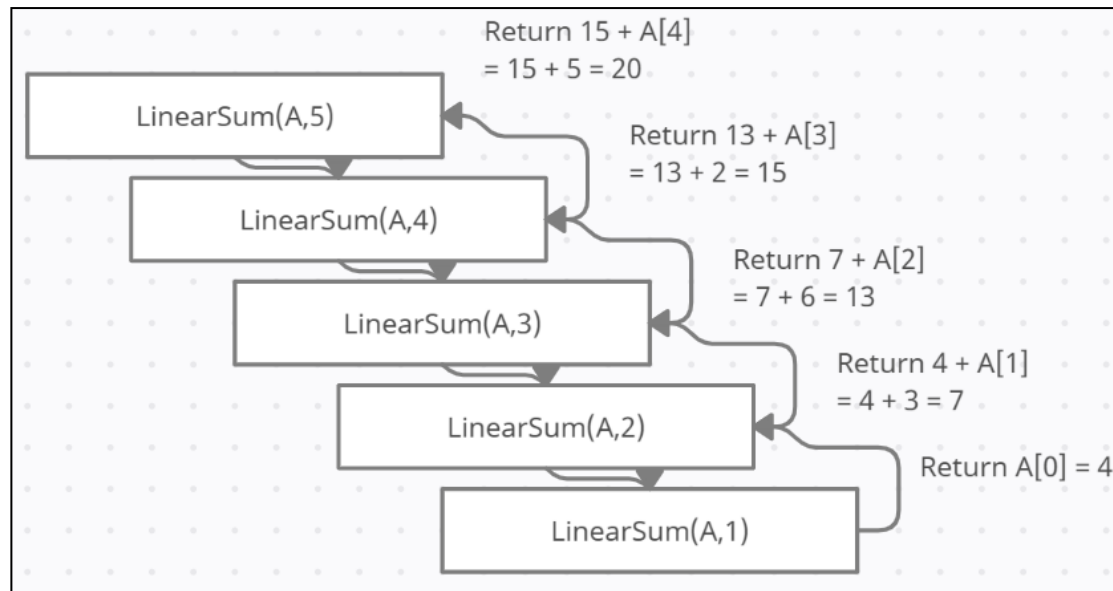 Return 15 + A[4]
= 15 + 5 = 20
LinearSum(A,5)
Return 13 + A[3]
= 13 + 2 = 15
LinearSum(A,4)
Return 7 + A[2]
= 7 + 6 = 13
LinearSum(A,3)
Return 4 + A[1]
= 4 + 3 = 7
LinearSum(A,2)
Return A[0] = 4
LinearSum(A,1)